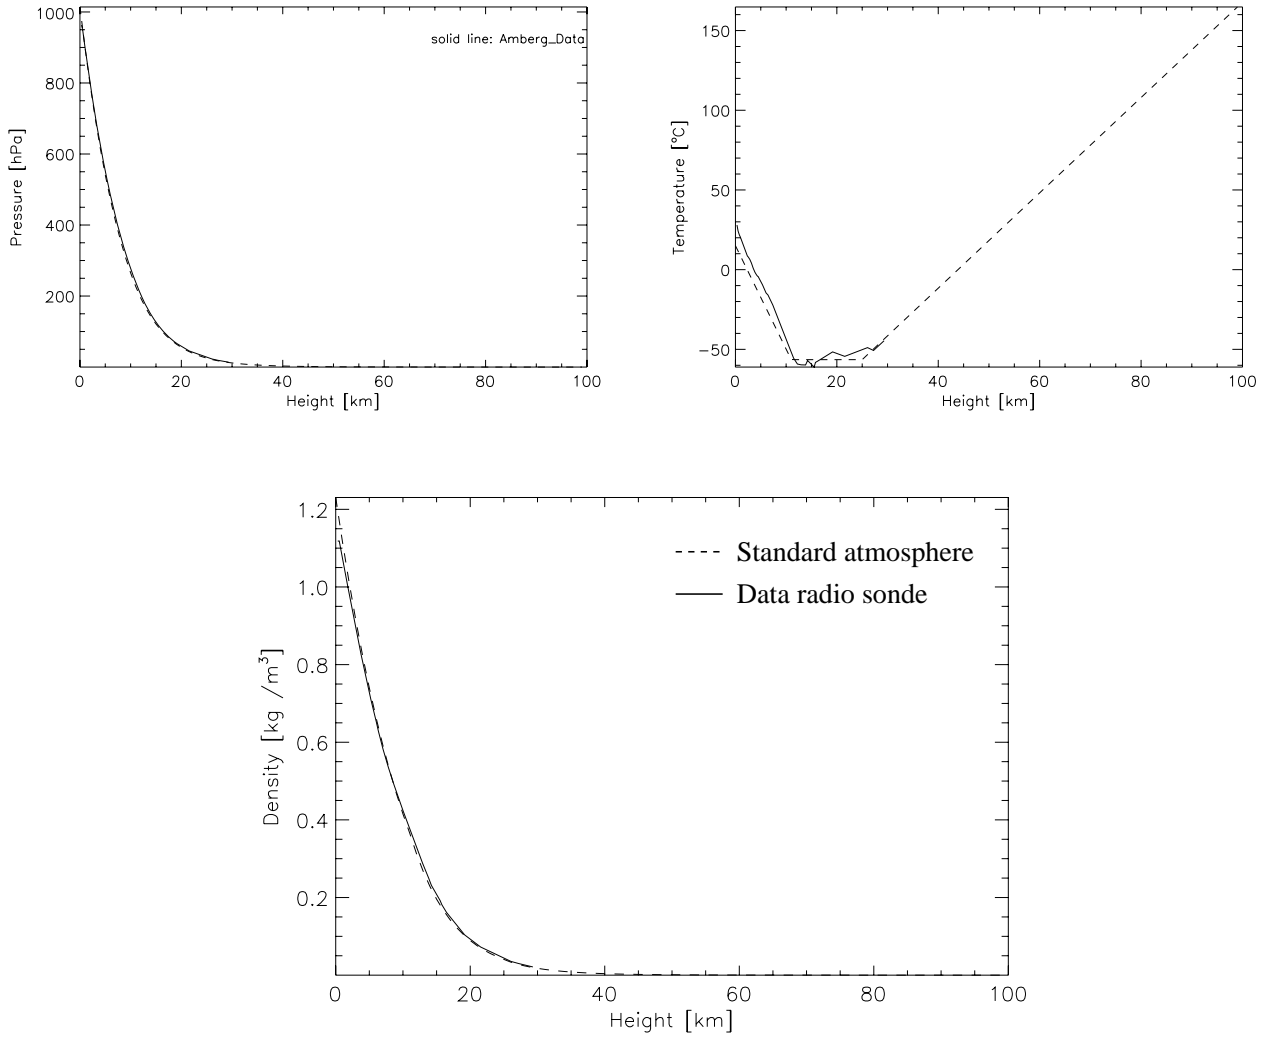 1000
800
600
400
200
Pressure [hPa]
solid line: Amberg_Data
0 20 40 60 80 100
Height [km]
150
100
50
0
−50
Temperature [°C]
0 20 40 60 80 100
Height [km]
1.2
1.0
0.8
0.6
0.4
0.2
Density [kg /m³]
Standard atmosphere
Data radio sonde
0 20 40 60 80 100
Height [km]